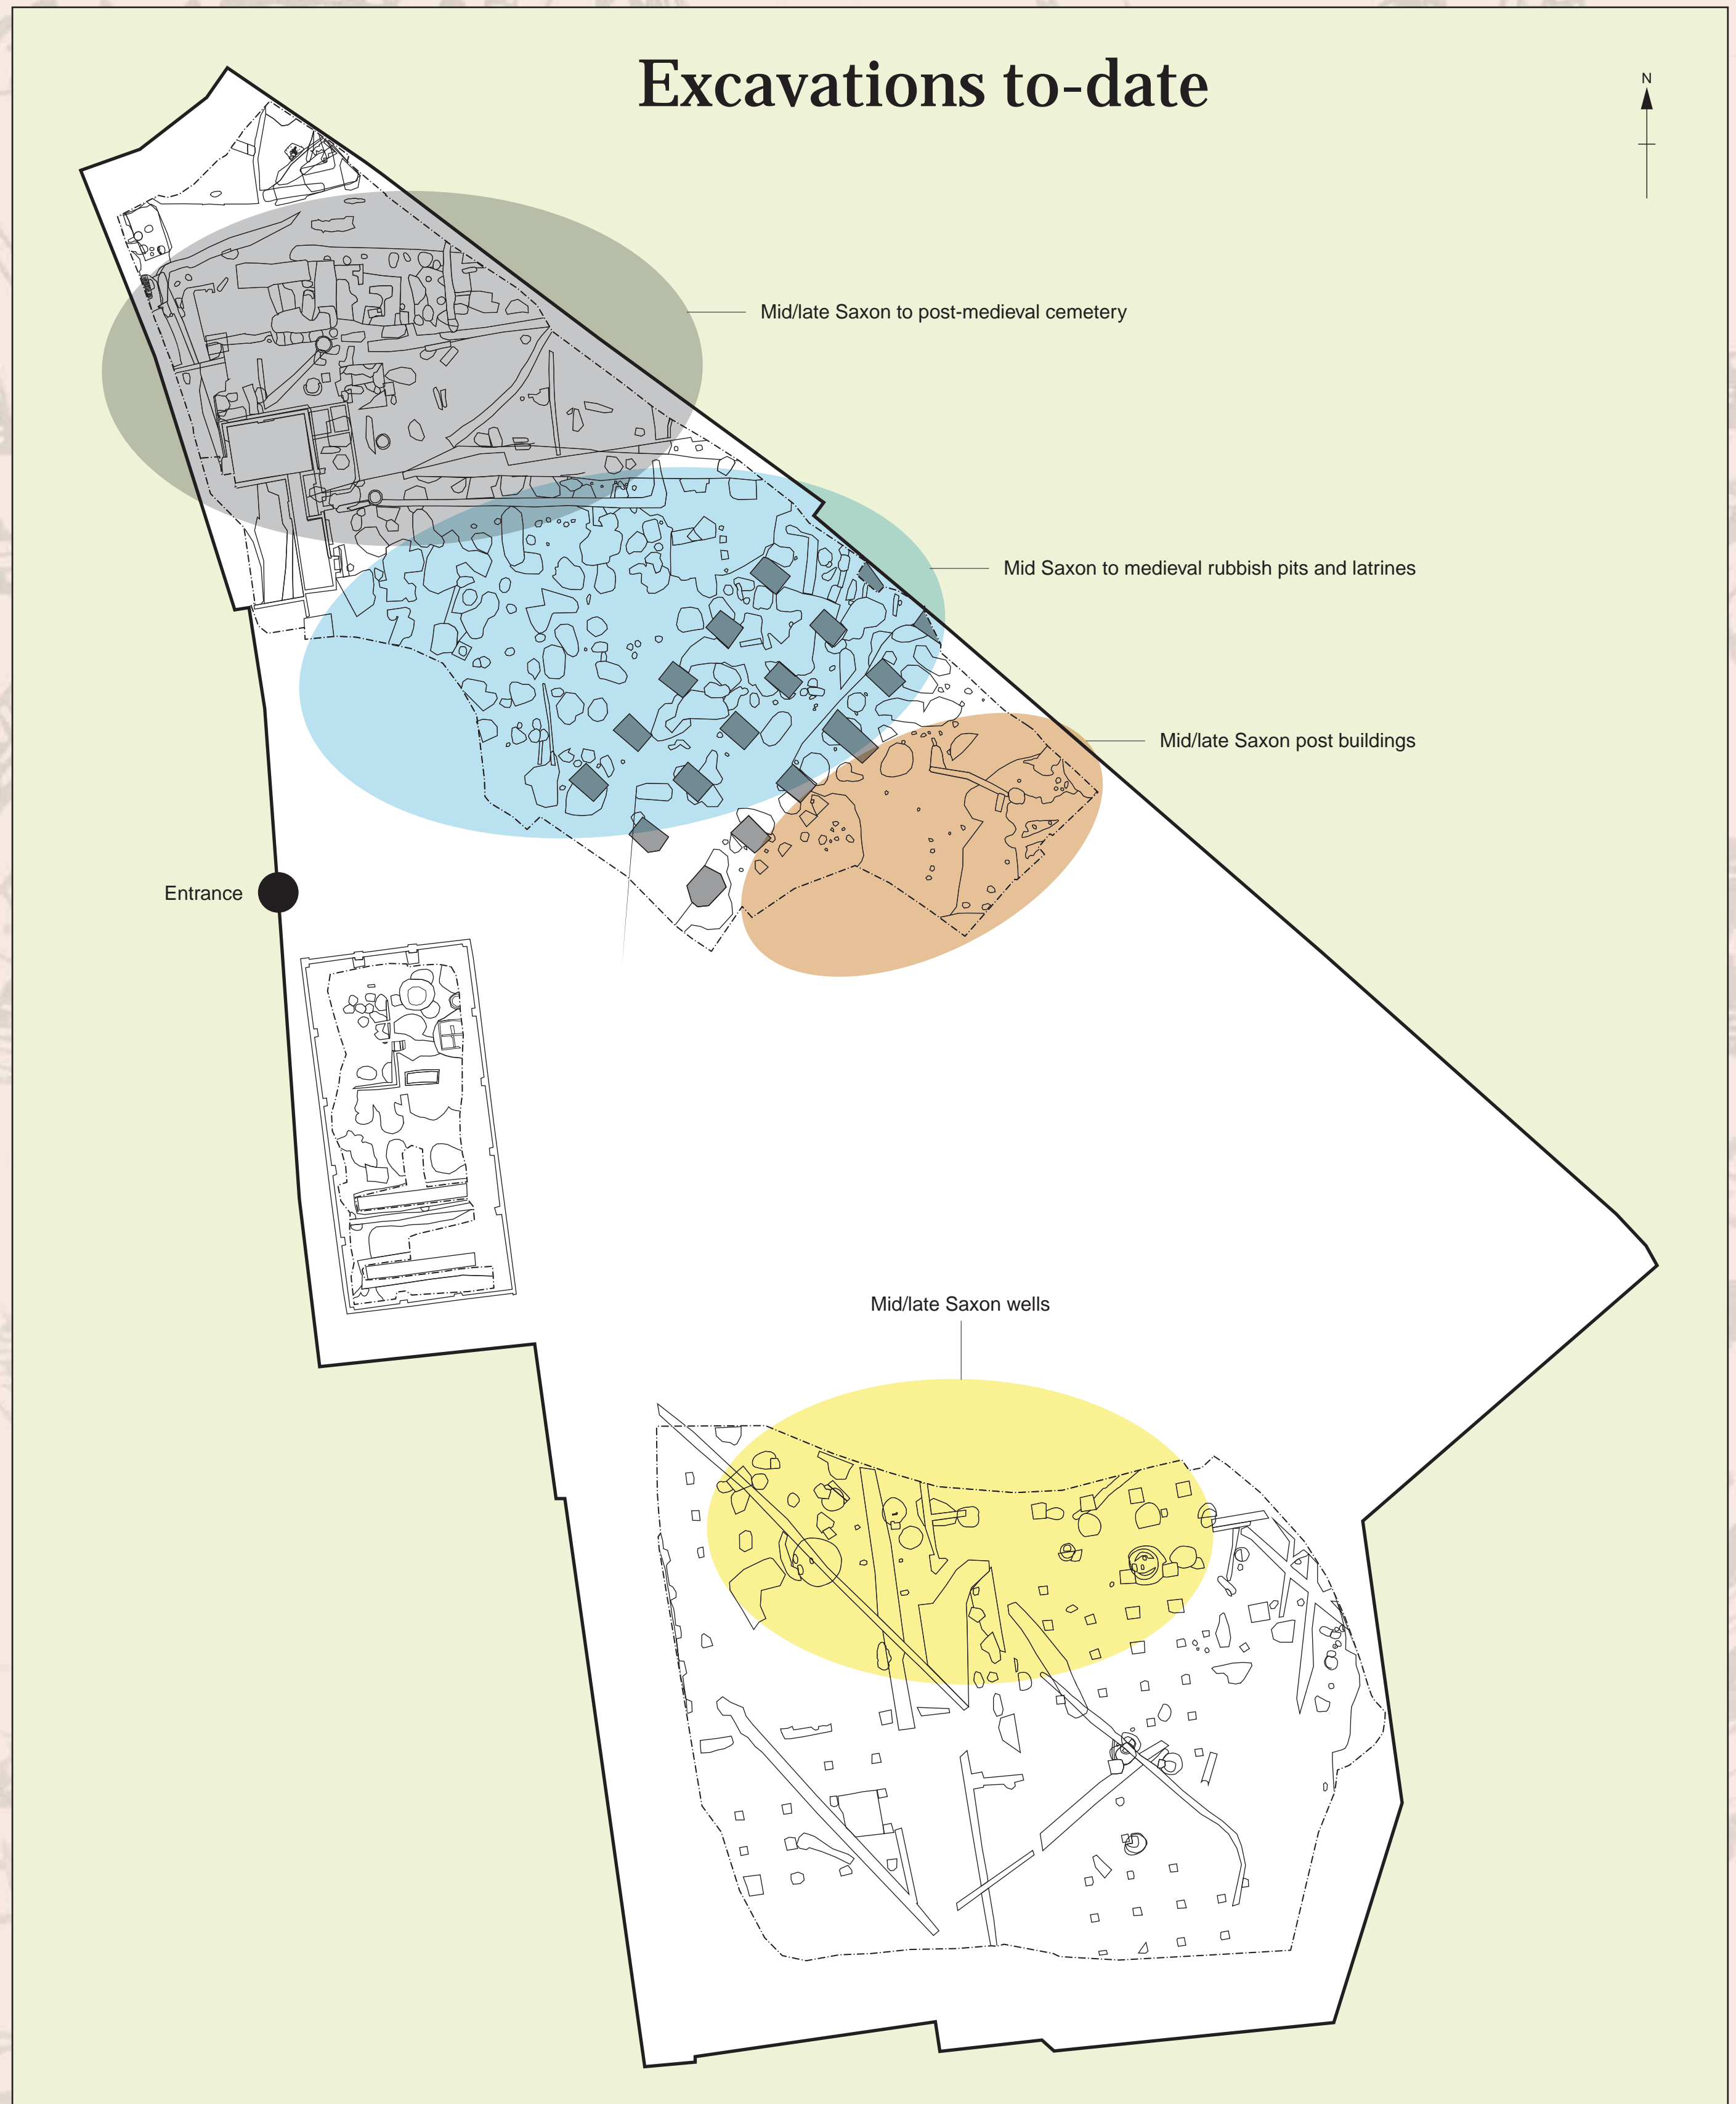 Excavations to-date
N
Mid/late Saxon to post-medieval cemetery
Mid Saxon to medieval rubbish pits and latrines
Mid/late Saxon post buildings
Entrance
Mid/late Saxon wells